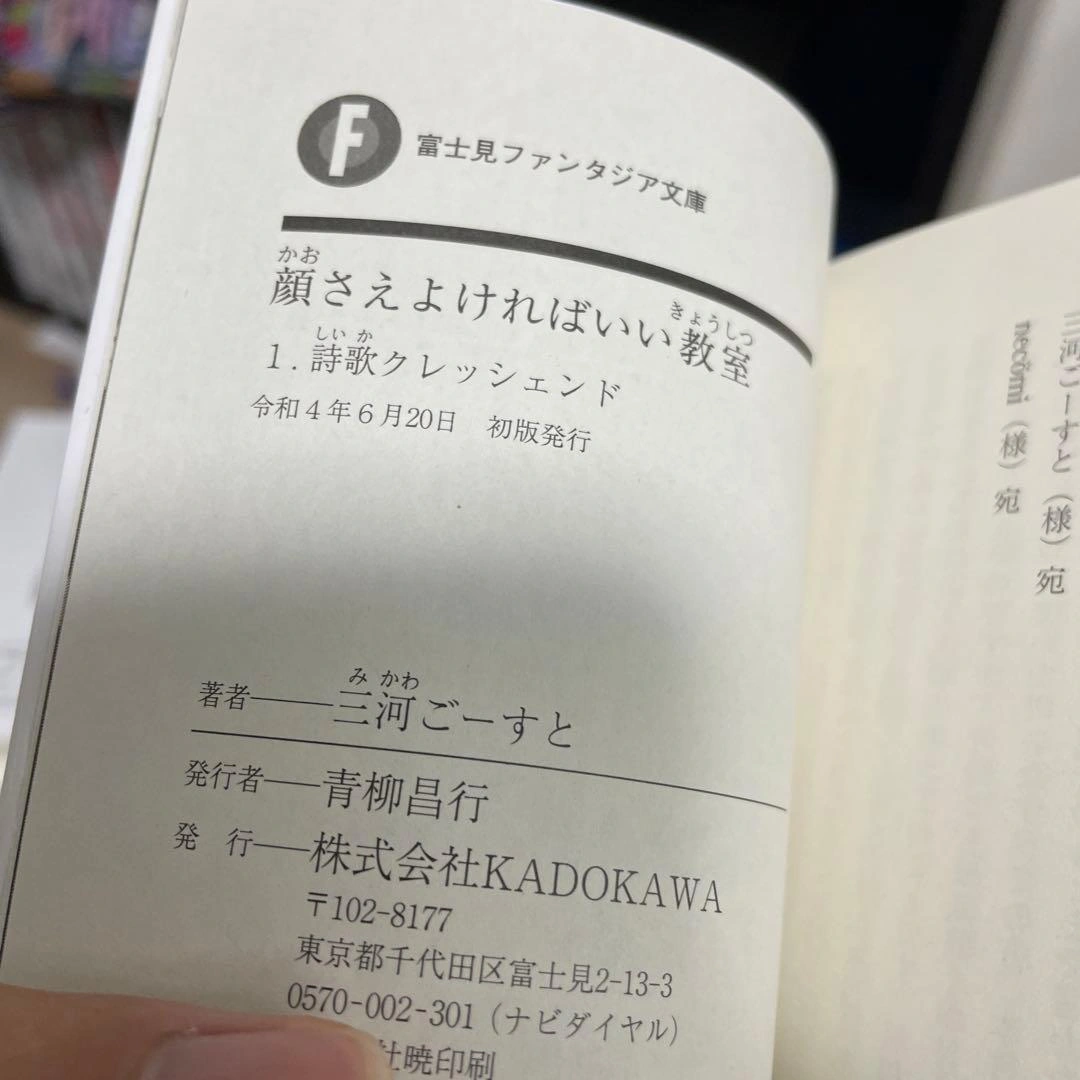 F
富士見ファンタジア文庫
顔さえよければいい教室
かお
きょうしつ
1. 詩歌クレッシェンド
しいか
令和4年6月20日 初版発行
著者――三河ごーすと
みかわ
発行者――青柳昌行
発 行――株式会社KADOKAWA
〒102-8177
東京都千代田区富士見2-13-3
0570-002-301（ナビダイヤル）
社暁印刷
三河ごーすと（様）宛
necömi（様）宛